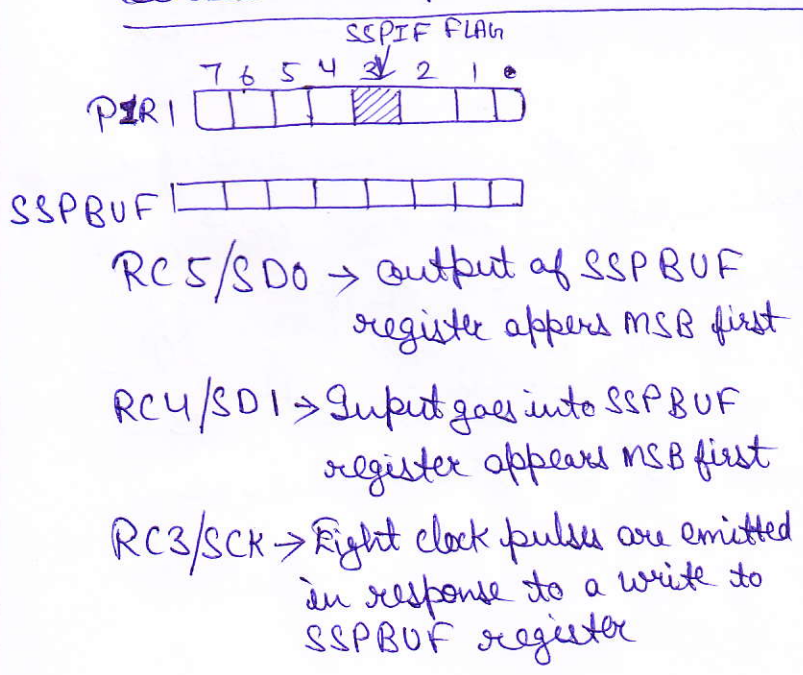 SSPIF FLAG
7 6 5 4 3 2 1 0
PIR1
SSPBUF
RC5/SDO → output of SSPBUF
register appers MSB first
RC4/SDI → Input goes into SSPBUF
register appears MSB first
RC3/SCK → Eight clock pulses are emitted
in response to a write to
SSPBUF register